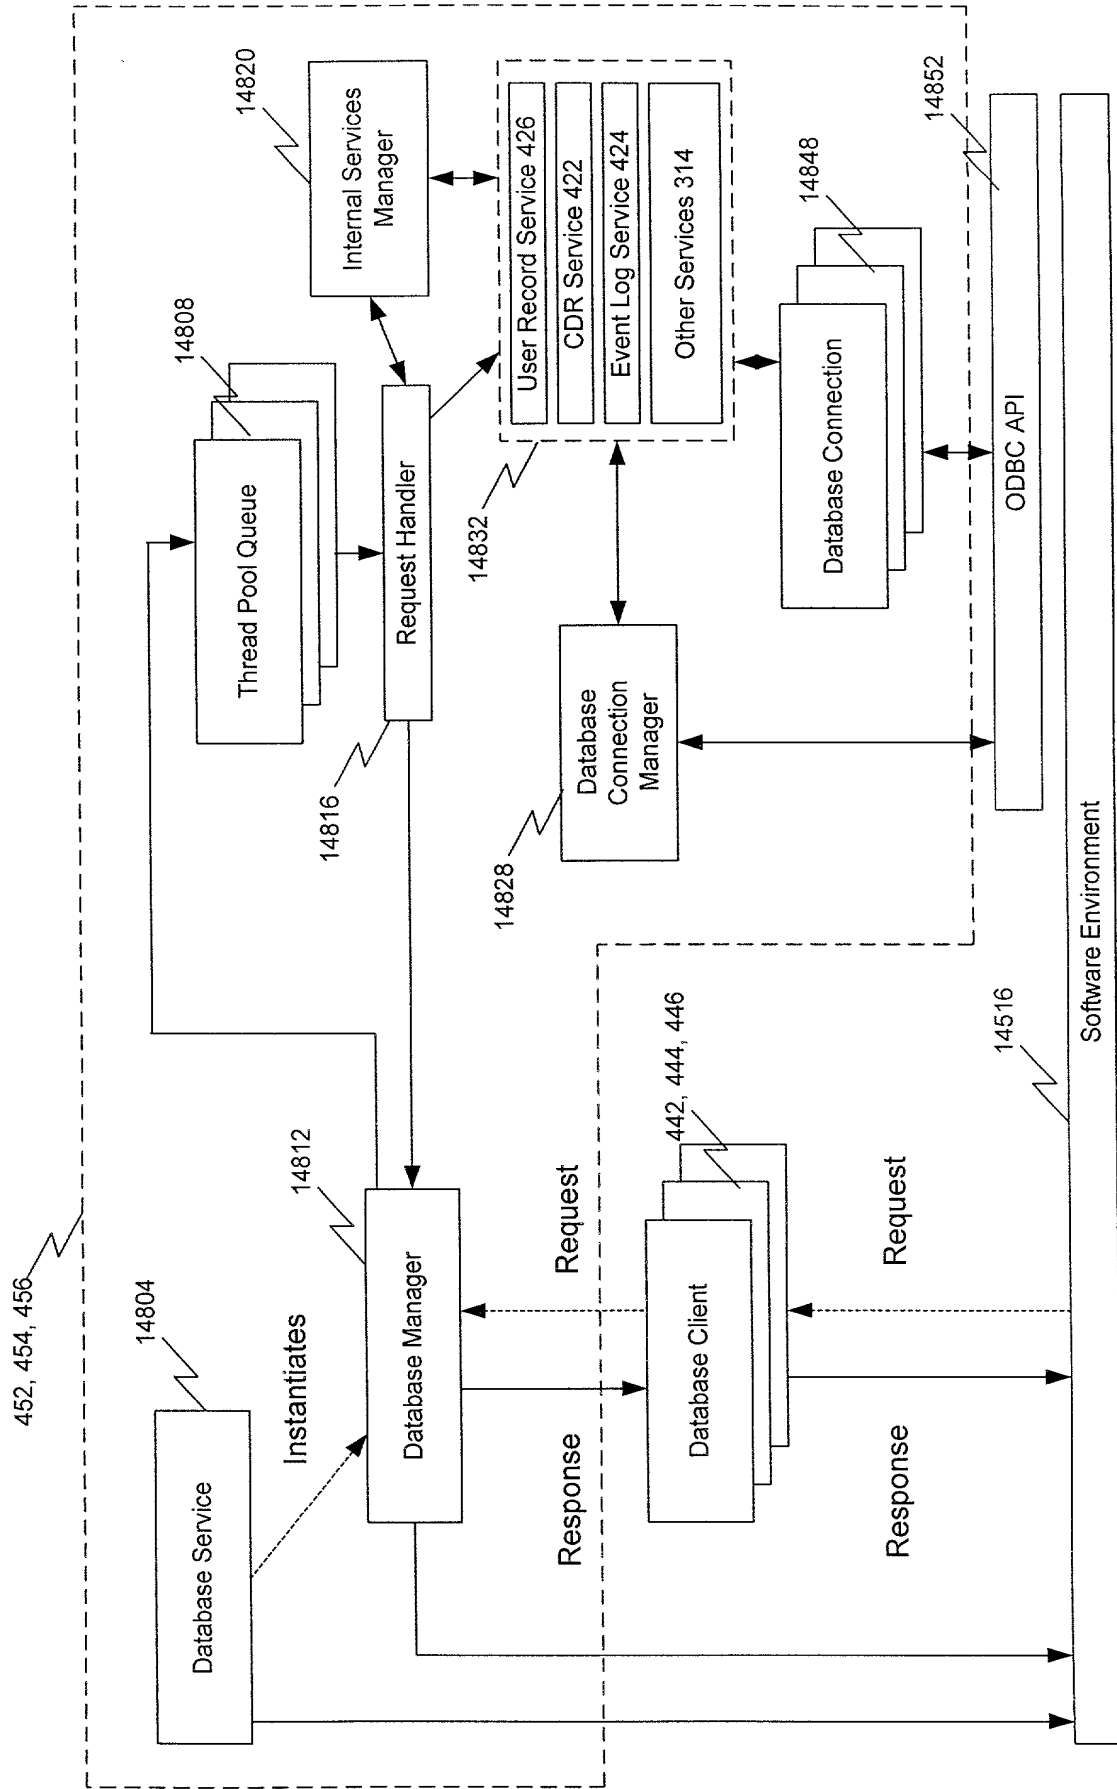 452, 454, 456
14804
Database Service
Instantiates
14812
Database Manager
Response
Request
442, 444, 446
Database Client
Response
Request
14516
Software Environment
14808
Thread Pool Queue
14816
Request Handler
14820
Internal Services
Manager
14832
User Record Service 426
CDR Service 422
Event Log Service 424
Other Services 314
14828
Database
Connection
Manager
14848
Database Connection
14852
ODBC API